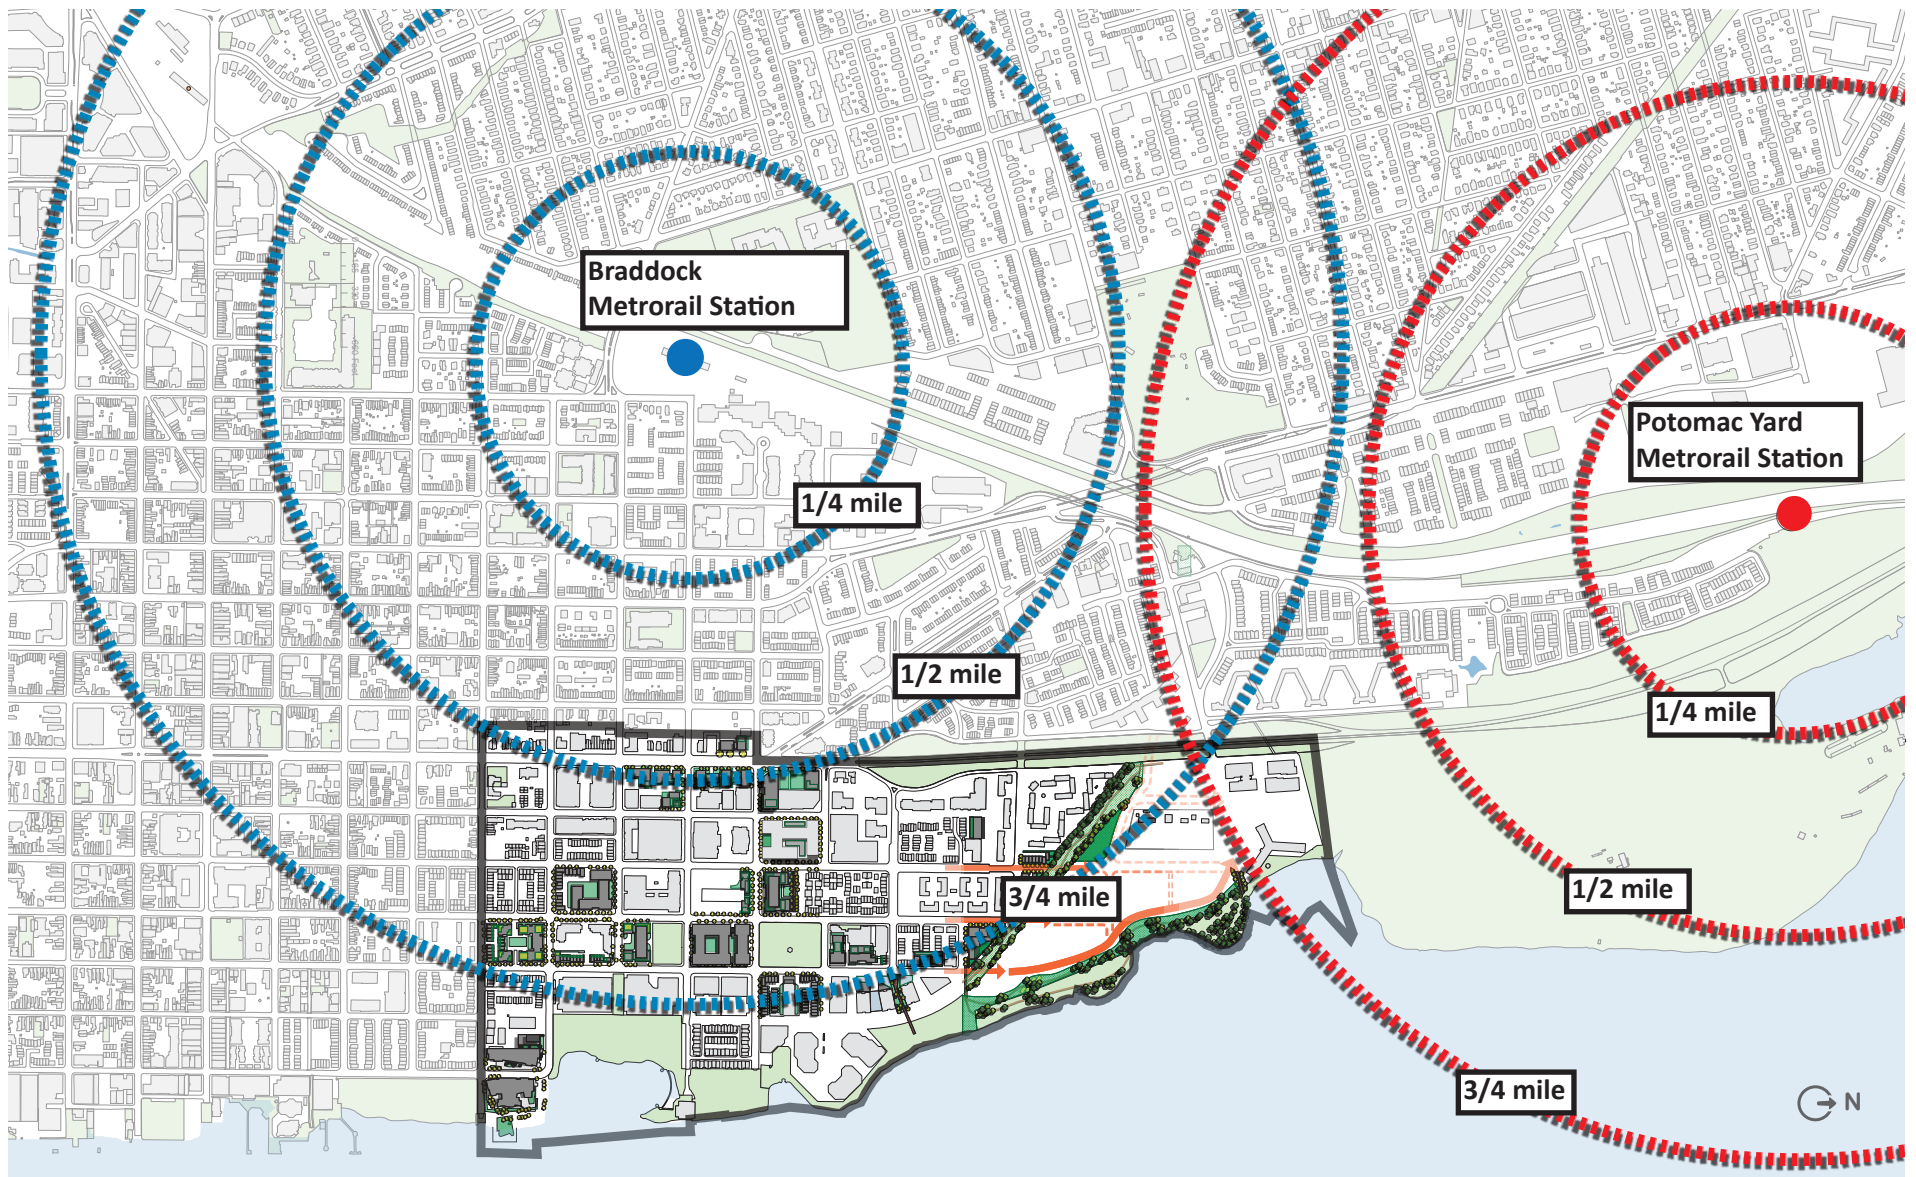 Braddock
Metrorail Station
Potomac Yard
Metrorail Station
1/4 mile
1/2 mile
1/4 mile
3/4 mile
1/2 mile
3/4 mile
N